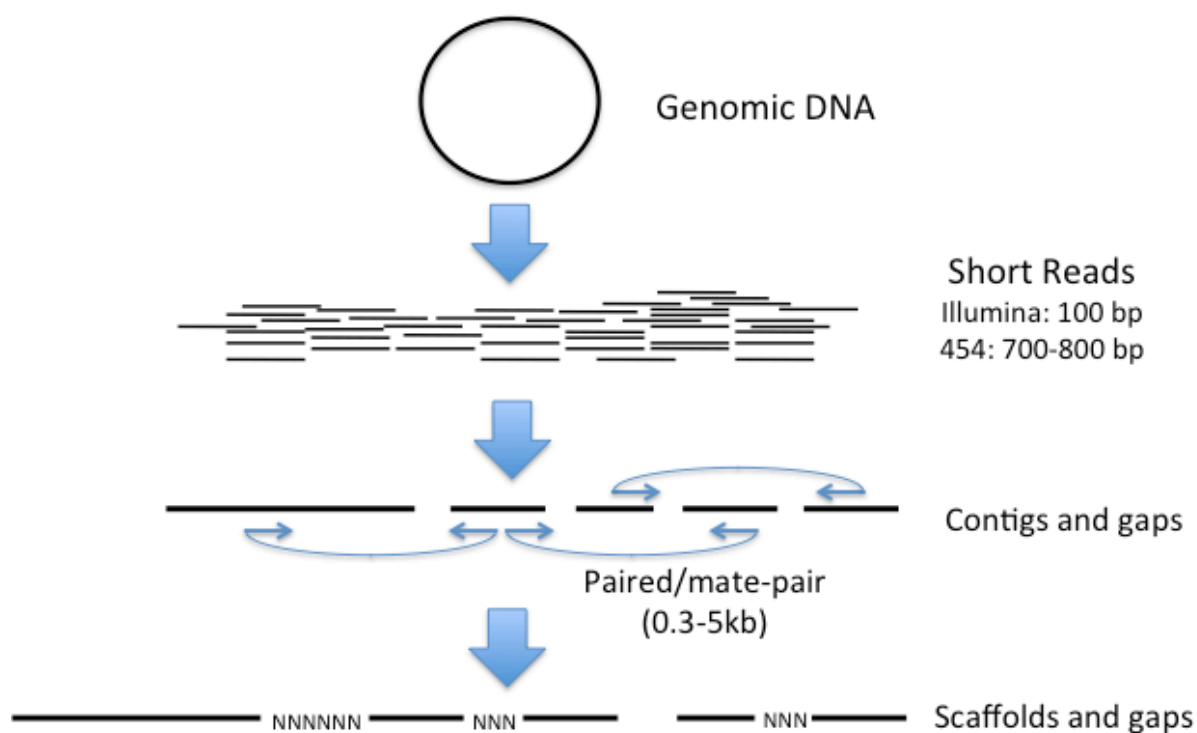 Genomic DNA
Short Reads
Illumina: 100 bp
454: 700-800 bp
Contigs and gaps
Paired/mate-pair
(0.3-5kb)
NNNNNN NNN NNN Scaffolds and gaps